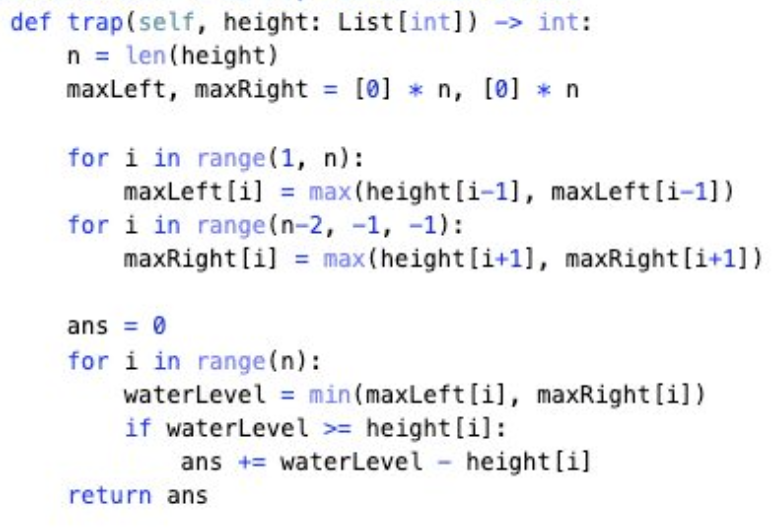 def trap(self, height: List[int]) -> int:
    n = len(height)
    maxLeft, maxRight = [0] * n, [0] * n

    for i in range(1, n):
        maxLeft[i] = max(height[i-1], maxLeft[i-1])
    for i in range(n-2, -1, -1):
        maxRight[i] = max(height[i+1], maxRight[i+1])

    ans = 0
    for i in range(n):
        waterLevel = min(maxLeft[i], maxRight[i])
        if waterLevel >= height[i]:
            ans += waterLevel - height[i]
    return ans